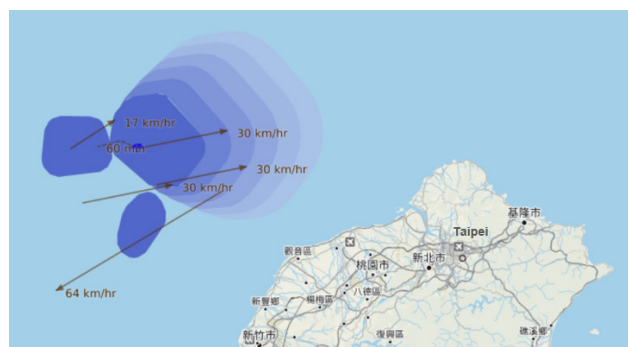 17 km/hr
30 km/hr
60 min
30 km/hr
30 km/hr
64 km/hr
基隆市
Taipei
觀音區
桃園市
新北市
新豐鄉
楊梅區
八德區
新竹市
復興區
礁溪鄉